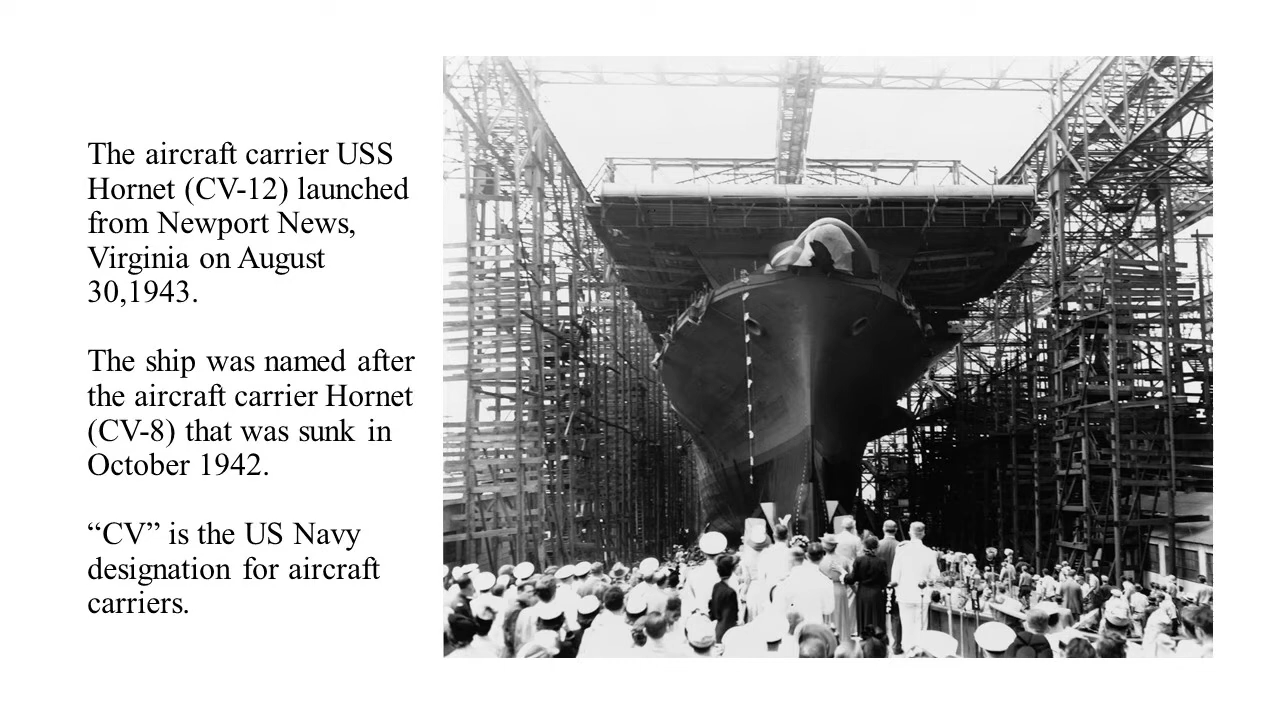 The aircraft carrier USS
Hornet (CV-12) launched
from Newport News,
Virginia on August
30,1943.
The ship was named after
the aircraft carrier Hornet
(CV-8) that was sunk in
October 1942.
“CV” is the US Navy
designation for aircraft
carriers.